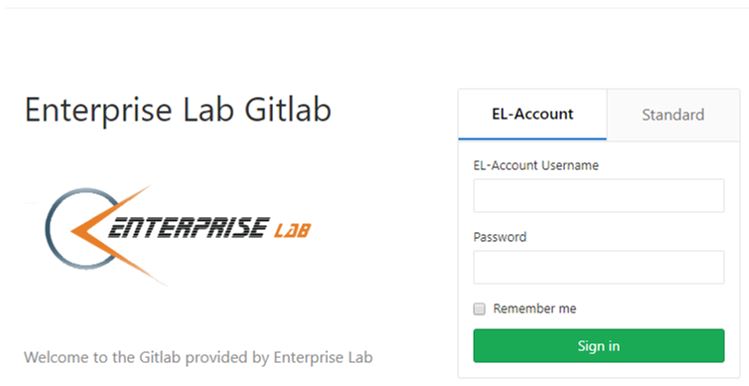 Enterprise Lab Gitlab
ENTERPRISE LAB
Welcome to the Gitlab provided by Enterprise Lab
EL-Account
Standard
EL-Account Username
Password
Remember me
Sign in